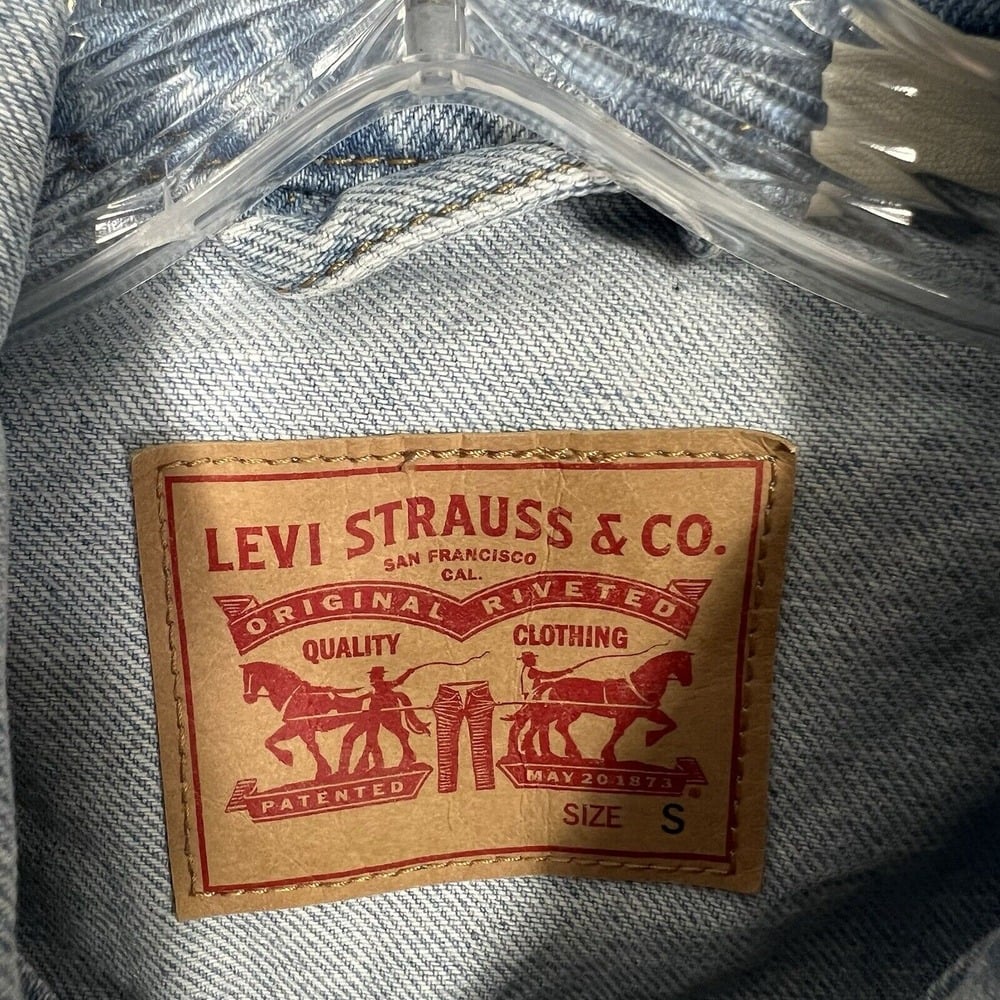 LEVI STRAUSS & CO.
SAN FRANCISCO
CAL.
ORIGINAL RIVETED
QUALITY CLOTHING
PATENTED MAY 20 1873
®
SIZE S